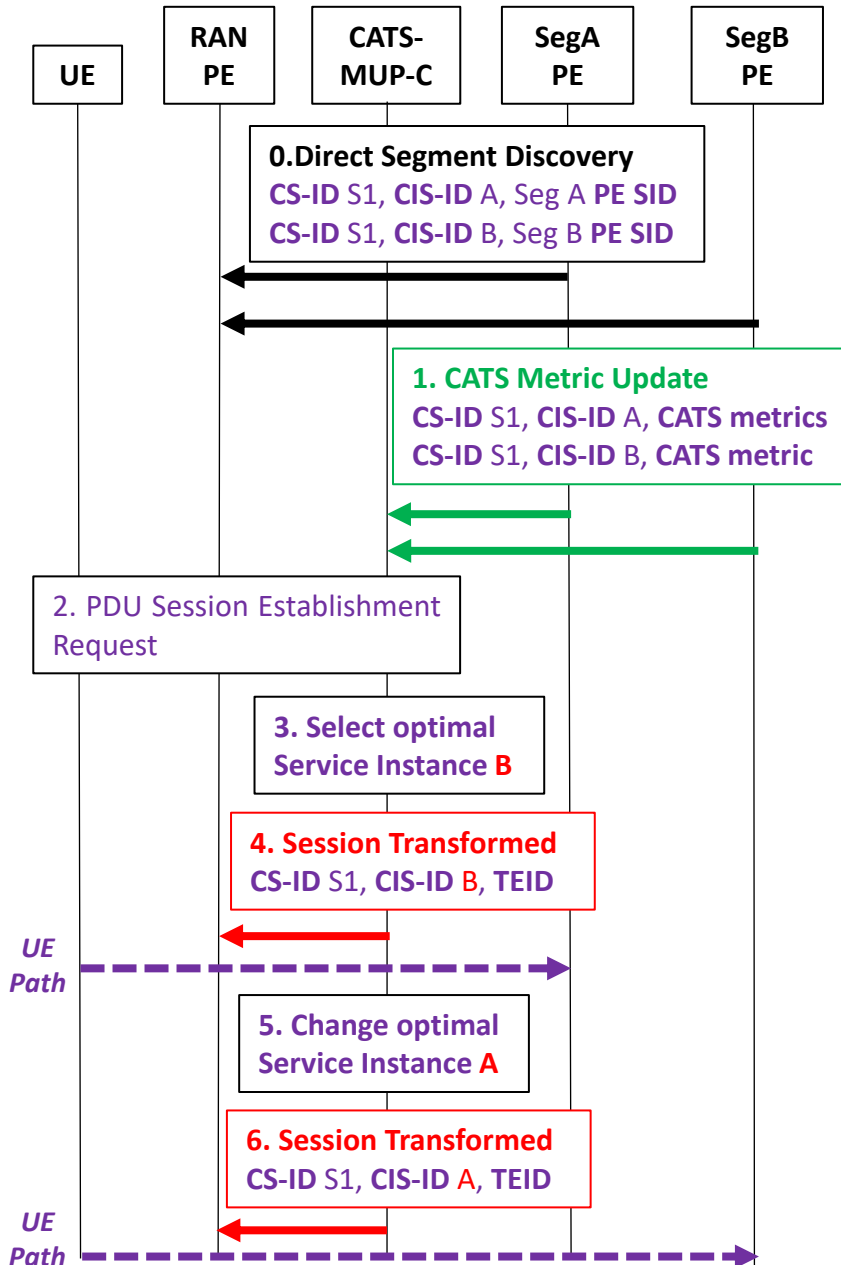 UE
RAN
PE
CATS-
MUP-C
SegA
PE
SegB
PE
0.Direct Segment Discovery
CS-ID S1, CIS-ID A, Seg A PE SID
CS-ID S1, CIS-ID B, Seg B PE SID
1. CATS Metric Update
CS-ID S1, CIS-ID A, CATS metrics
CS-ID S1, CIS-ID B, CATS metric
2. PDU Session Establishment
Request
3. Select optimal
Service Instance B
4. Session Transformed
CS-ID S1, CIS-ID B, TEID
UE
Path
5. Change optimal
Service Instance A
6. Session Transformed
CS-ID S1, CIS-ID A, TEID
UE
Path